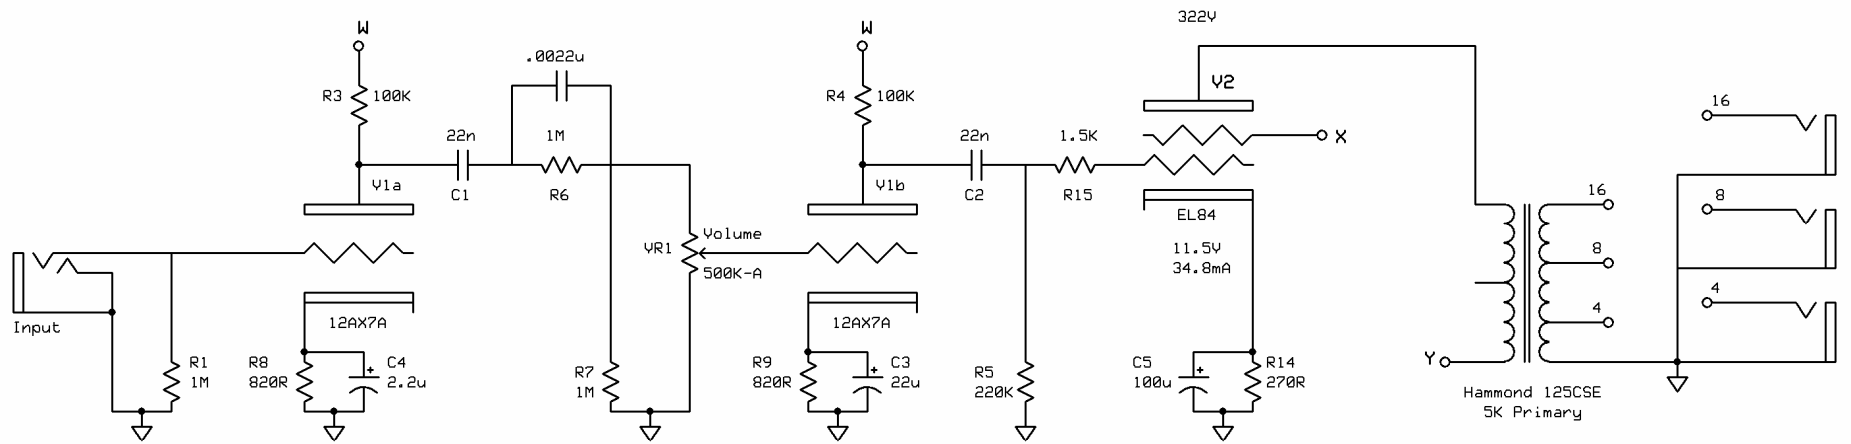 322V
W
W
.0022u
V2
R3 100K
R4 100K
16
22n
1M
22n
1.5K
X
V1a
C1
R6
V1b
C2
R15
16
8
EL84
Volume
VR1
500K-A
11.5V
34.8mA
8
4
4
Input
12AX7A
12AX7A
R1
1M
R8
820R
+
C4
2.2u
R7
1M
R9
820R
+
C3
22u
R5
220K
C5
100u
+
R14
270R
Y
Hammond 125CSE
5K Primary